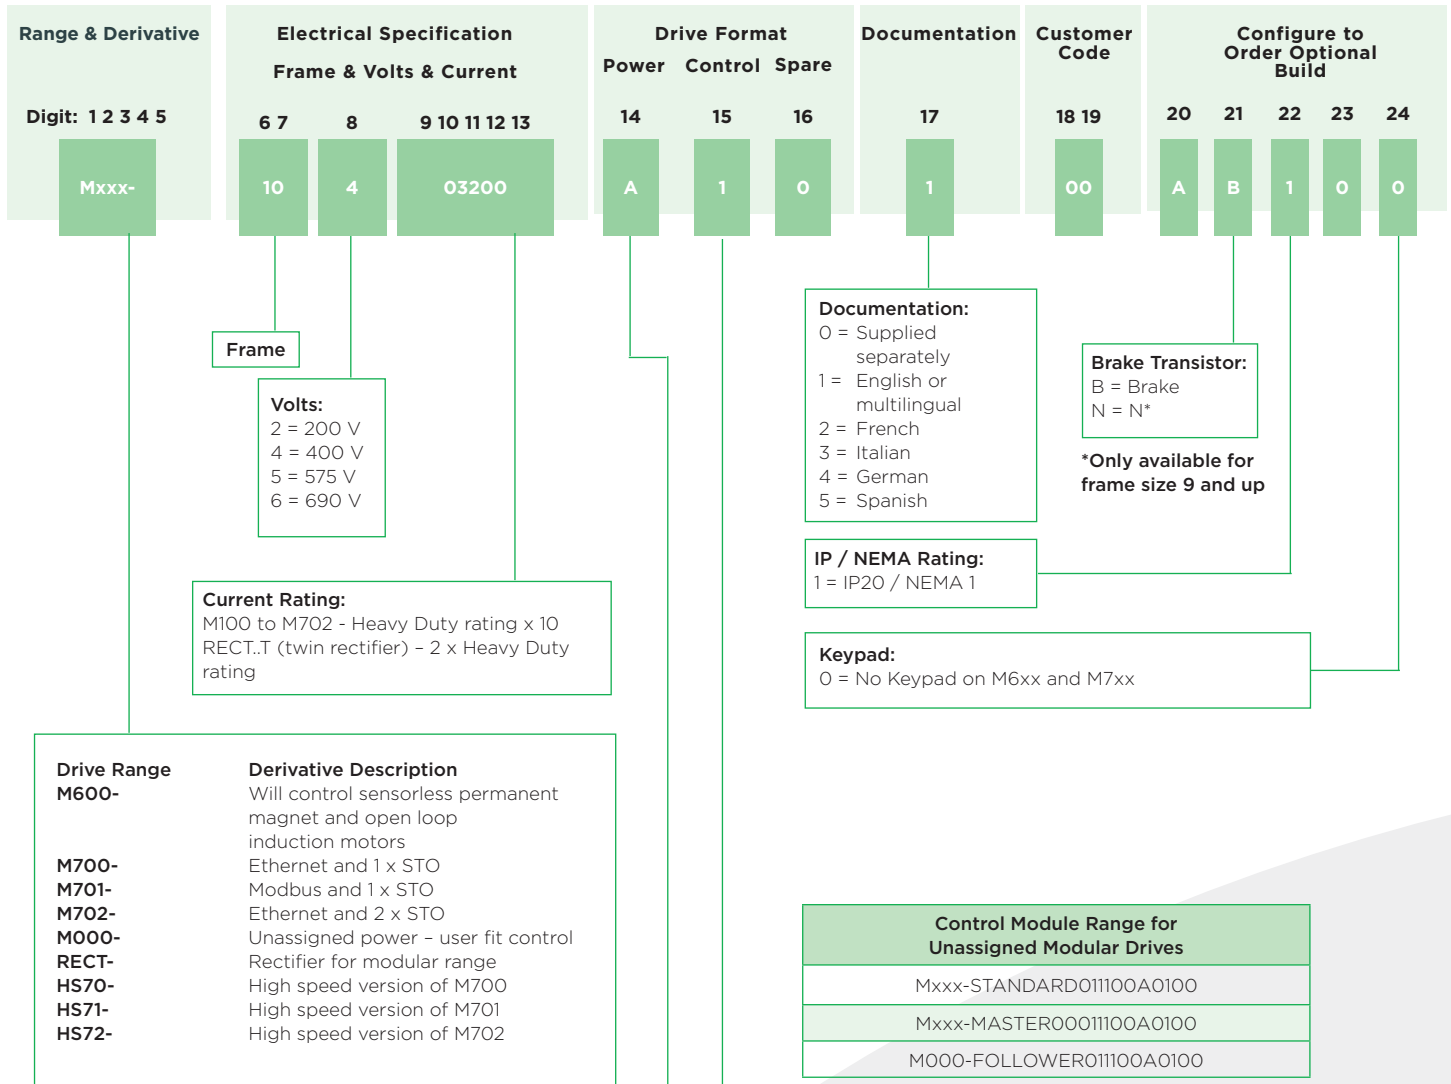 Range & Derivative
Digit: 1 2 3 4 5
Mxxx-
Electrical Specification
Frame & Volts & Current
6 7
8
9 10 11 12 13
10
4
03200
Drive Format
Power Control Spare
14
15
16
A
1
0
Documentation
17
1
Customer
Code
18 19
00
Configure to
Order Optional
Build
20 21 22 23 24
A B 1 0 0
Frame
Volts:
2 = 200 V
4 = 400 V
5 = 575 V
6 = 690 V
Current Rating:
M100 to M702 - Heavy Duty rating x 10
RECT..T (twin rectifier) – 2 x Heavy Duty
rating
Documentation:
0 = Supplied
separately
1 = English or
multilingual
2 = French
3 = Italian
4 = German
5 = Spanish
Brake Transistor:
B = Brake
N = N*
*Only available for
frame size 9 and up
IP / NEMA Rating:
1 = IP20 / NEMA 1
Keypad:
0 = No Keypad on M6xx and M7xx
Drive Range Derivative Description
M600- Will control sensorless permanent
magnet and open loop
induction motors
M700- Ethernet and 1 x STO
M701- Modbus and 1 x STO
M702- Ethernet and 2 x STO
M000- Unassigned power – user fit control
RECT- Rectifier for modular range
HS70- High speed version of M700
HS71- High speed version of M701
HS72- High speed version of M702
Control Module Range for
Unassigned Modular Drives
Mxxx-STANDARD011100A0100
Mxxx-MASTER00011100A0100
M000-FOLLOWER011100A0100